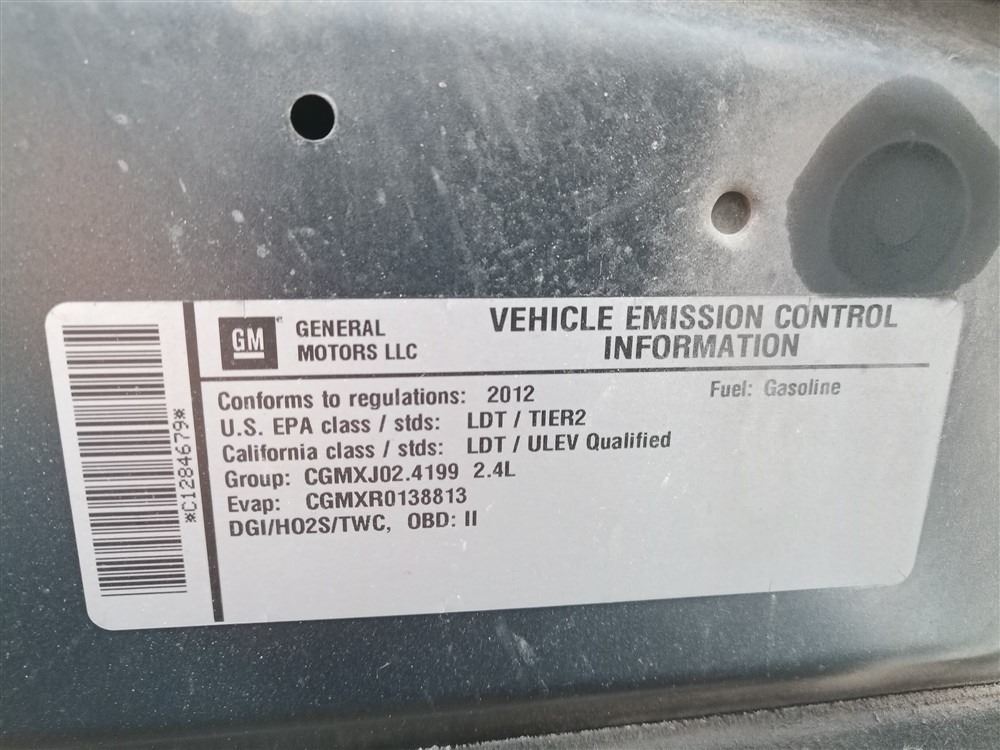 GM
GENERAL
MOTORS LLC
VEHICLE EMISSION CONTROL
INFORMATION
Conforms to regulations: 2012
Fuel: Gasoline
U.S. EPA class / stds: LDT / TIER2
California class / stds: LDT / ULEV Qualified
Group: CGMXJ02.4199 2.4L
Evap: CGMXR0138813
DGI/HO2S/TWC, OBD: II
*C1284679*